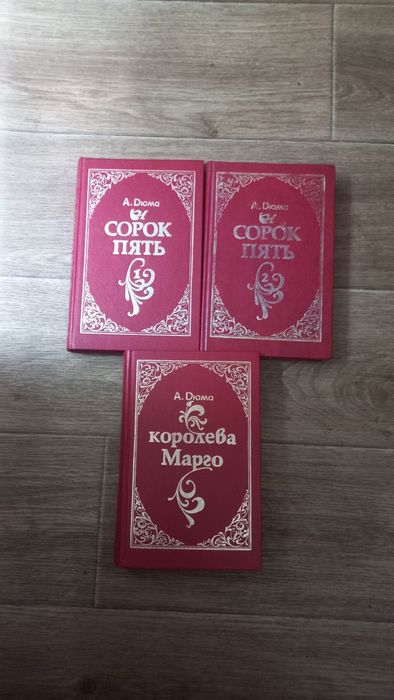 А. Дюма
СОРОК
ПЯТЬ
1
А. Дюма
СОРОК
ПЯТЬ
2
А. Дюма
королева
Марго